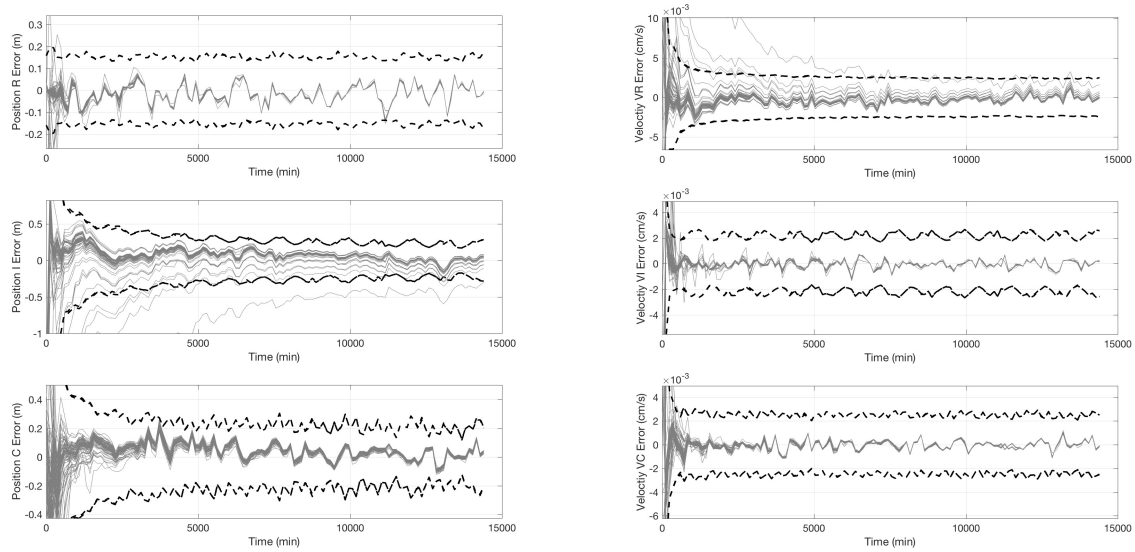 Position R Error (m)
0.3
0.2
0.1
0
-0.1
-0.2
0 5000 10000 15000
Time (min)
×10⁻³
Veloctiy VR Error (cm/s)
10
5
0
-5
0 5000 10000 15000
Time (min)
Position I Error (m)
0.5
0
-0.5
-1
0 5000 10000 15000
Time (min)
×10⁻³
Veloctiy VI Error (cm/s)
4
2
0
-2
-4
0 5000 10000 15000
Time (min)
Position C Error (m)
0.4
0.2
0
-0.2
-0.4
0 5000 10000 15000
Time (min)
×10⁻³
Veloctiy VC Error (cm/s)
4
2
0
-2
-4
-6
0 5000 10000 15000
Time (min)